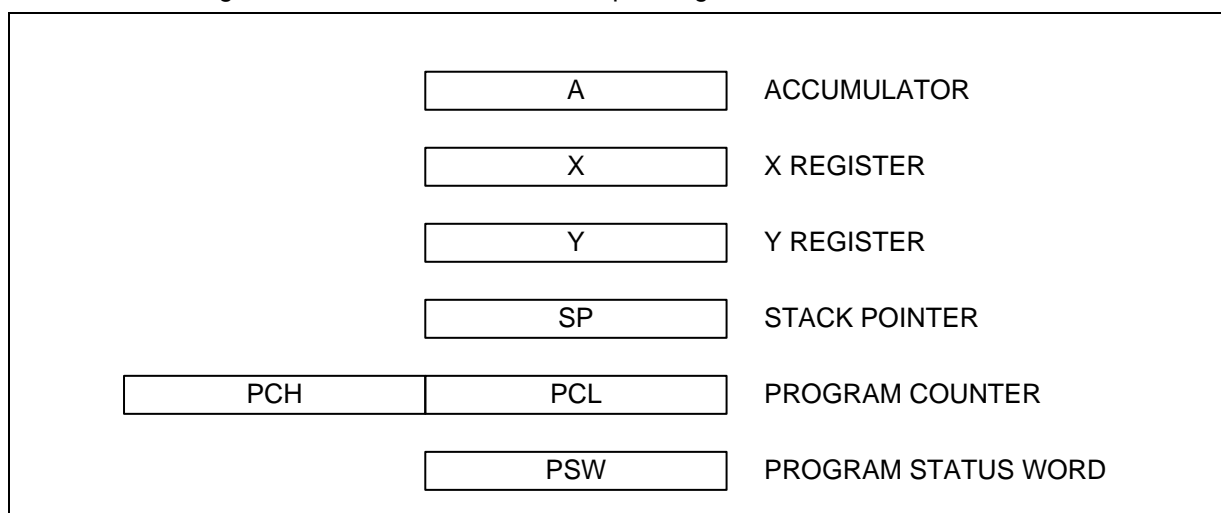 A ACCUMULATOR
X X REGISTER
Y Y REGISTER
SP STACK POINTER
PCH PCL PROGRAM COUNTER
PSW PROGRAM STATUS WORD